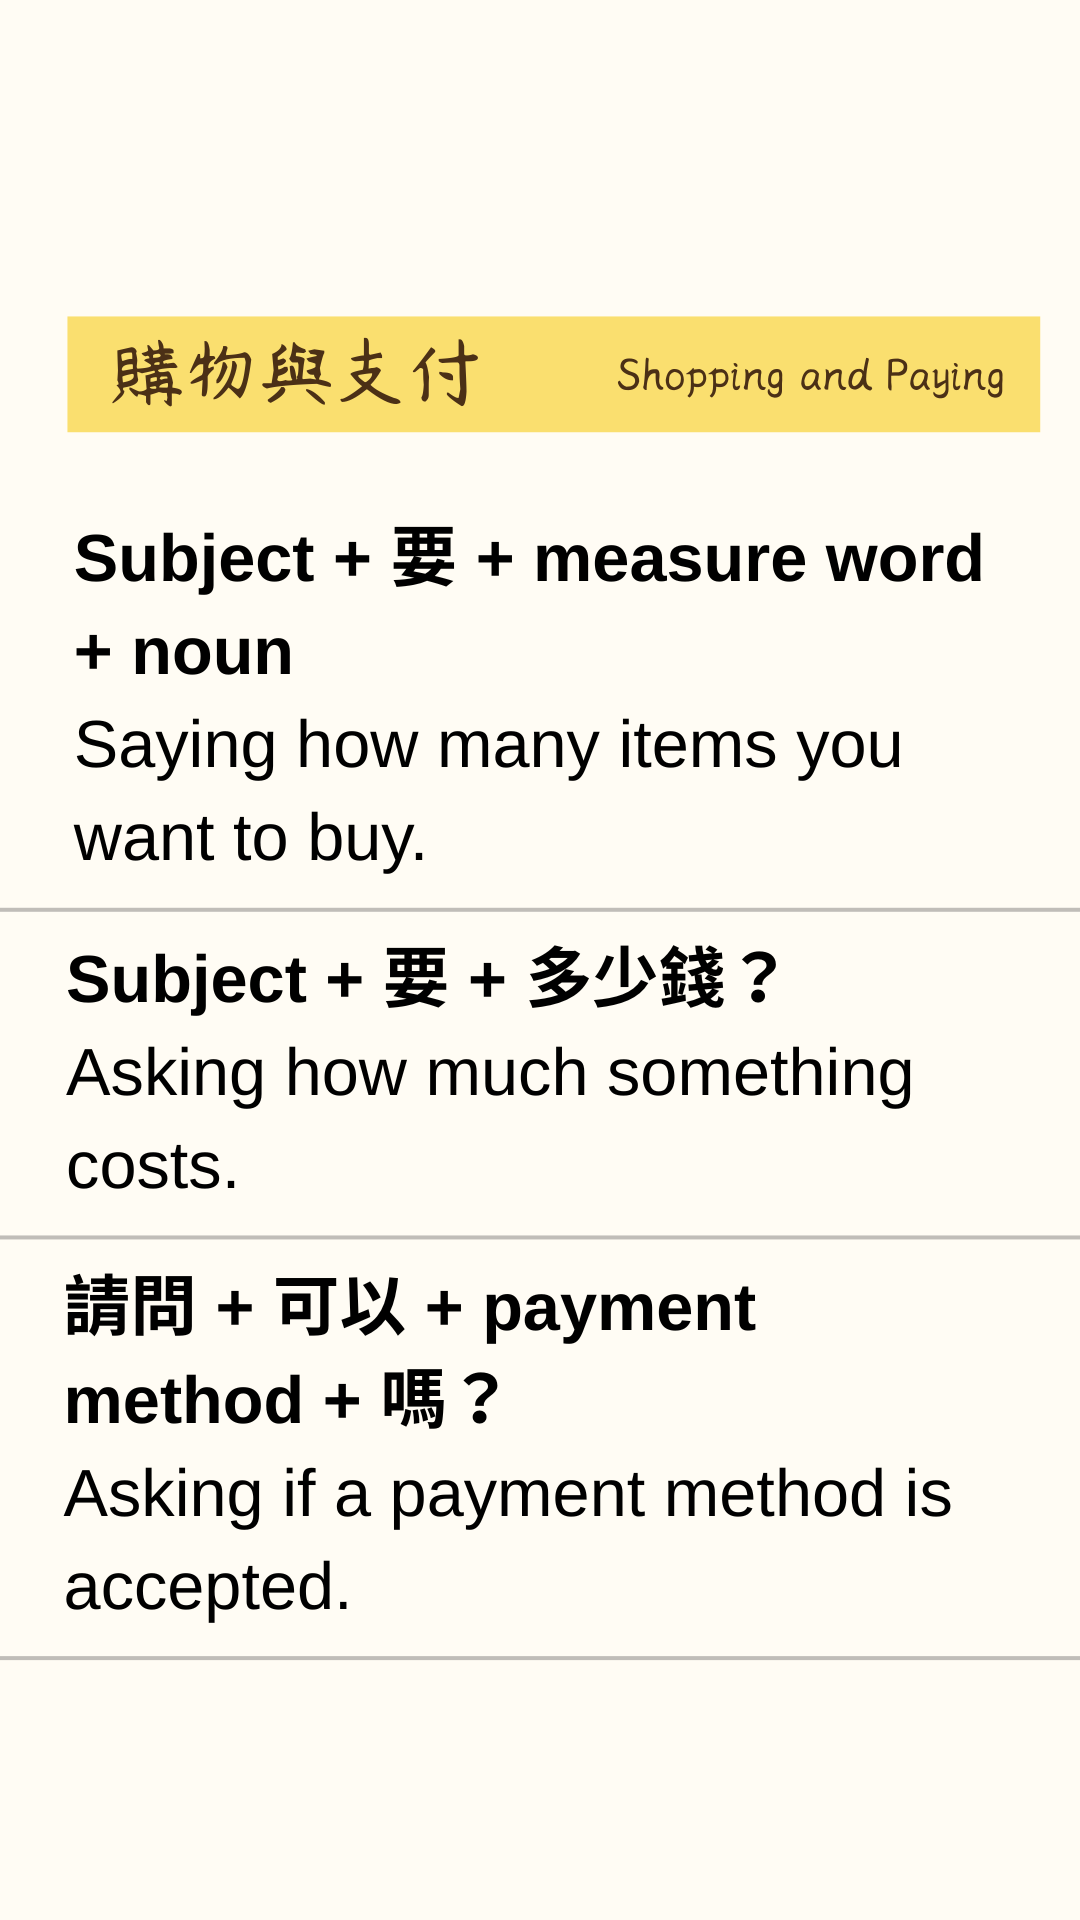 購物與支付 Shopping and Paying
Subject + 要 + measure word
+ noun
Saying how many items you
want to buy.
Subject + 要 + 多少錢？
Asking how much something
costs.
請問 + 可以 + payment
method + 嗎？
Asking if a payment method is
accepted.